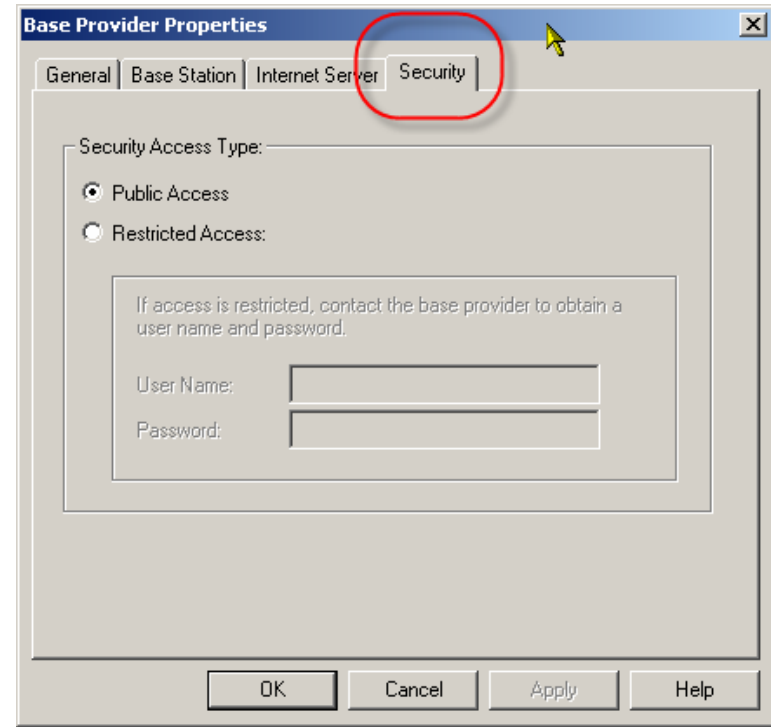 Base Provider Properties
General
Base Station
Internet Server
Security
Security Access Type:
Public Access
Restricted Access:
If access is restricted, contact the base provider to obtain a
user name and password.
User Name:
Password:
OK
Cancel
Apply
Help